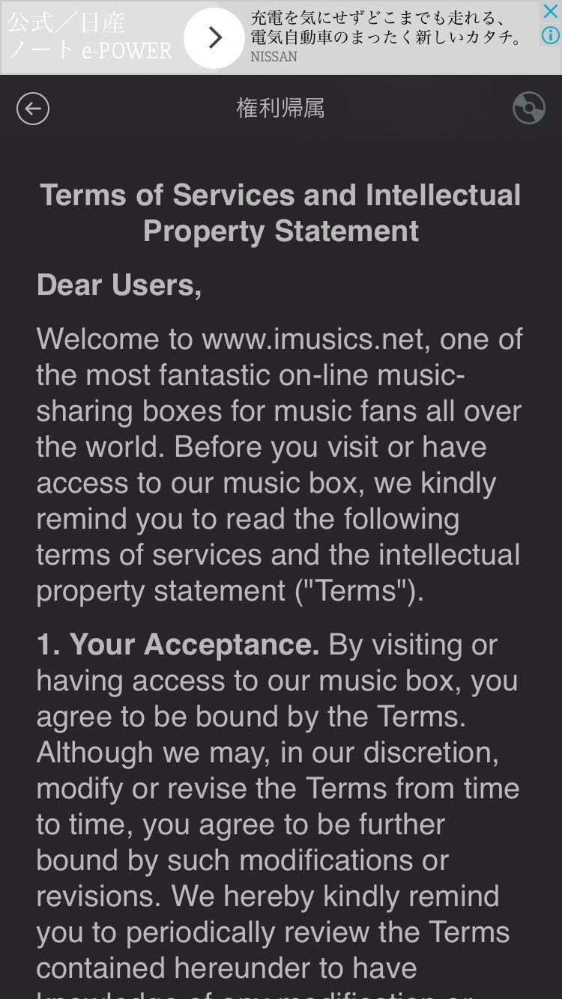 公式／日産
ノート e-POWER
充電を気にせずどこまでも走れる、
電気自動車のまったく新しいカタチ。
NISSAN
権利帰属
Terms of Services and Intellectual
Property Statement
Dear Users,
Welcome to www.imusics.net, one of
the most fantastic on-line music-
sharing boxes for music fans all over
the world. Before you visit or have
access to our music box, we kindly
remind you to read the following
terms of services and the intellectual
property statement ("Terms").
1. Your Acceptance. By visiting or
having access to our music box, you
agree to be bound by the Terms.
Although we may, in our discretion,
modify or revise the Terms from time
to time, you agree to be further
bound by such modifications or
revisions. We hereby kindly remind
you to periodically review the Terms
contained hereunder to have
knowledge of any modification or